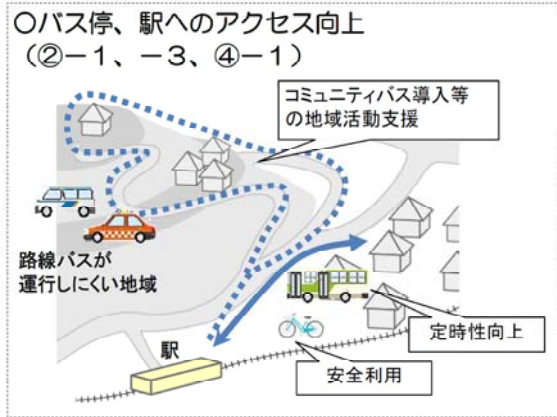 〇バス停、駅へのアクセス向上
（②－１、－３、④－１）
コミュニティバス導入等
の地域活動支援
路線バスが
運行しにくい地域
定時性向上
駅
安全利用